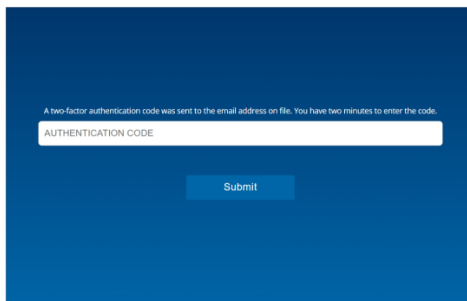 A two-factor authentication code was sent to the email address on file. You have two minutes to enter the code.
AUTHENTICATION CODE
Submit